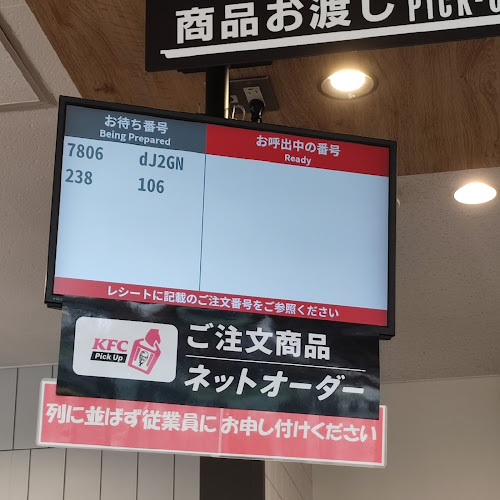 商品お渡し PICK-U
お待ち番号
Being Prepared
お呼出中の番号
Ready
7806 dJ2GN
238 106
レシートに記載のご注文番号をご参照ください
KFC
Pick Up
KFC
ご注文商品
ネットオーダー
列に並ばず従業員に お申し付けください